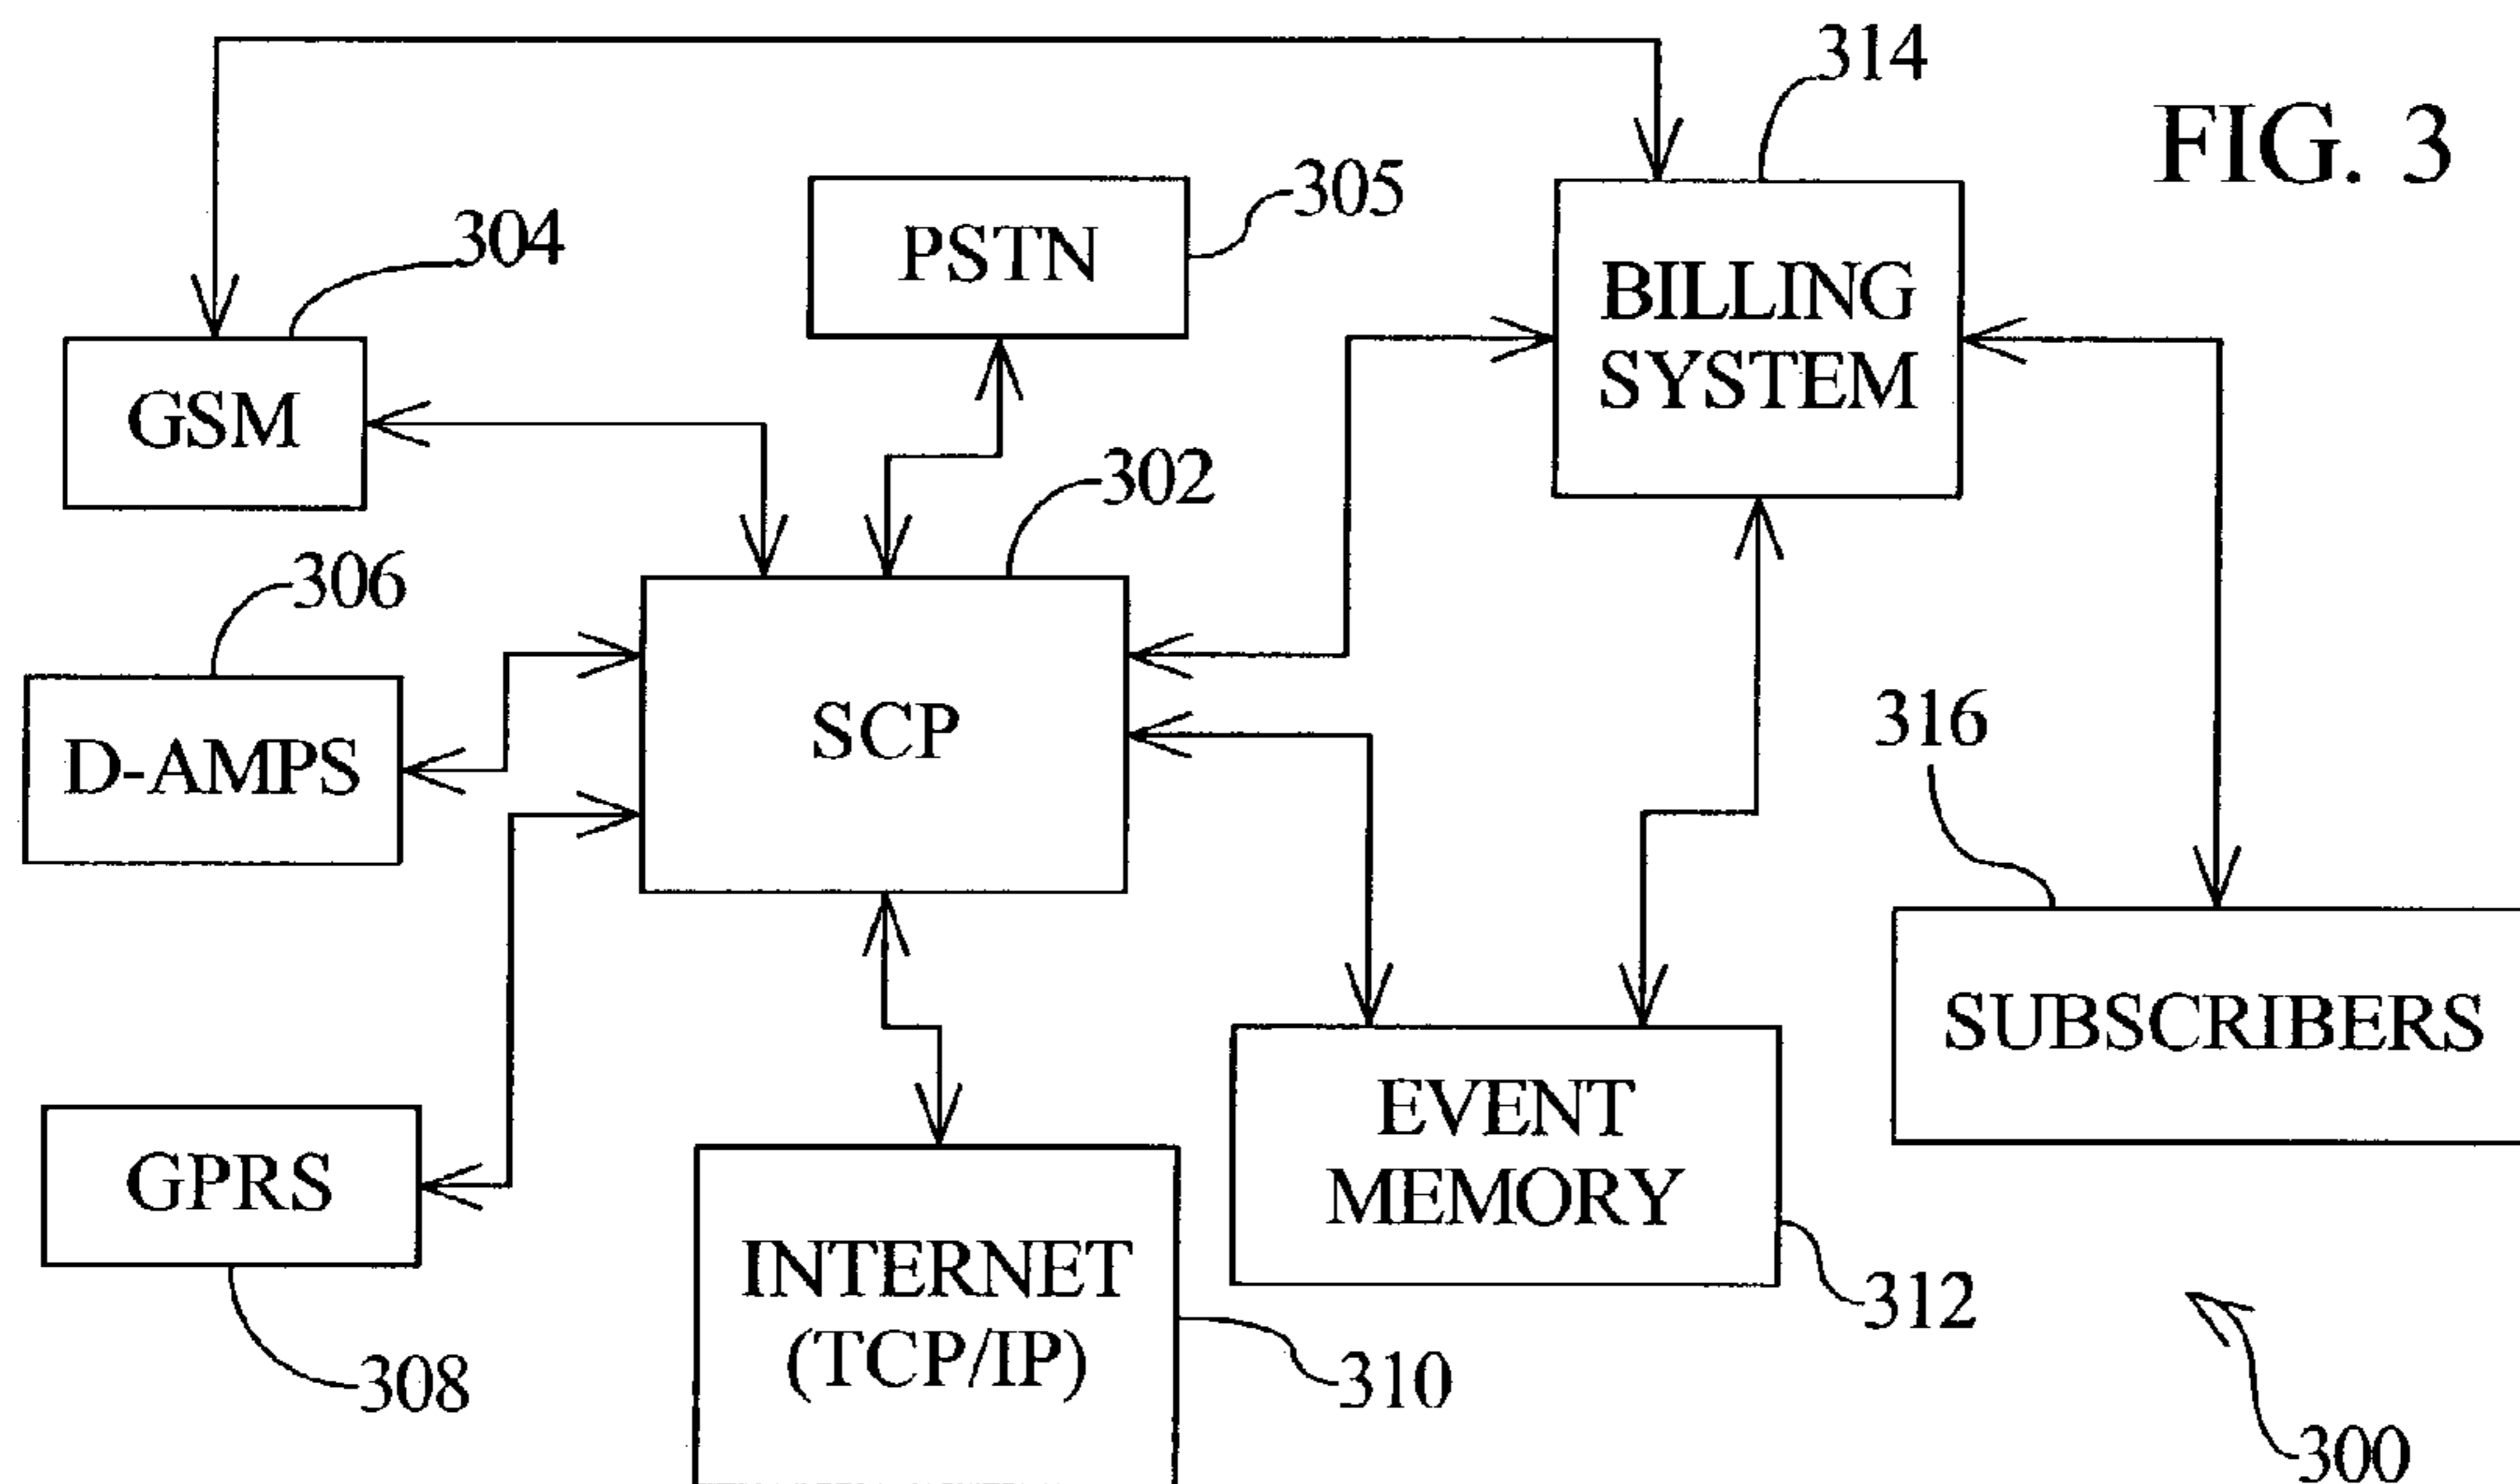 314
FIG. 3
305
PSTN
304
BILLING
SYSTEM
GSM
302
306
SCP
D-AMPS
316
SUBSCRIBERS
EVENT
MEMORY
GPRS
INTERNET
(TCP/IP)
312
308
310
300